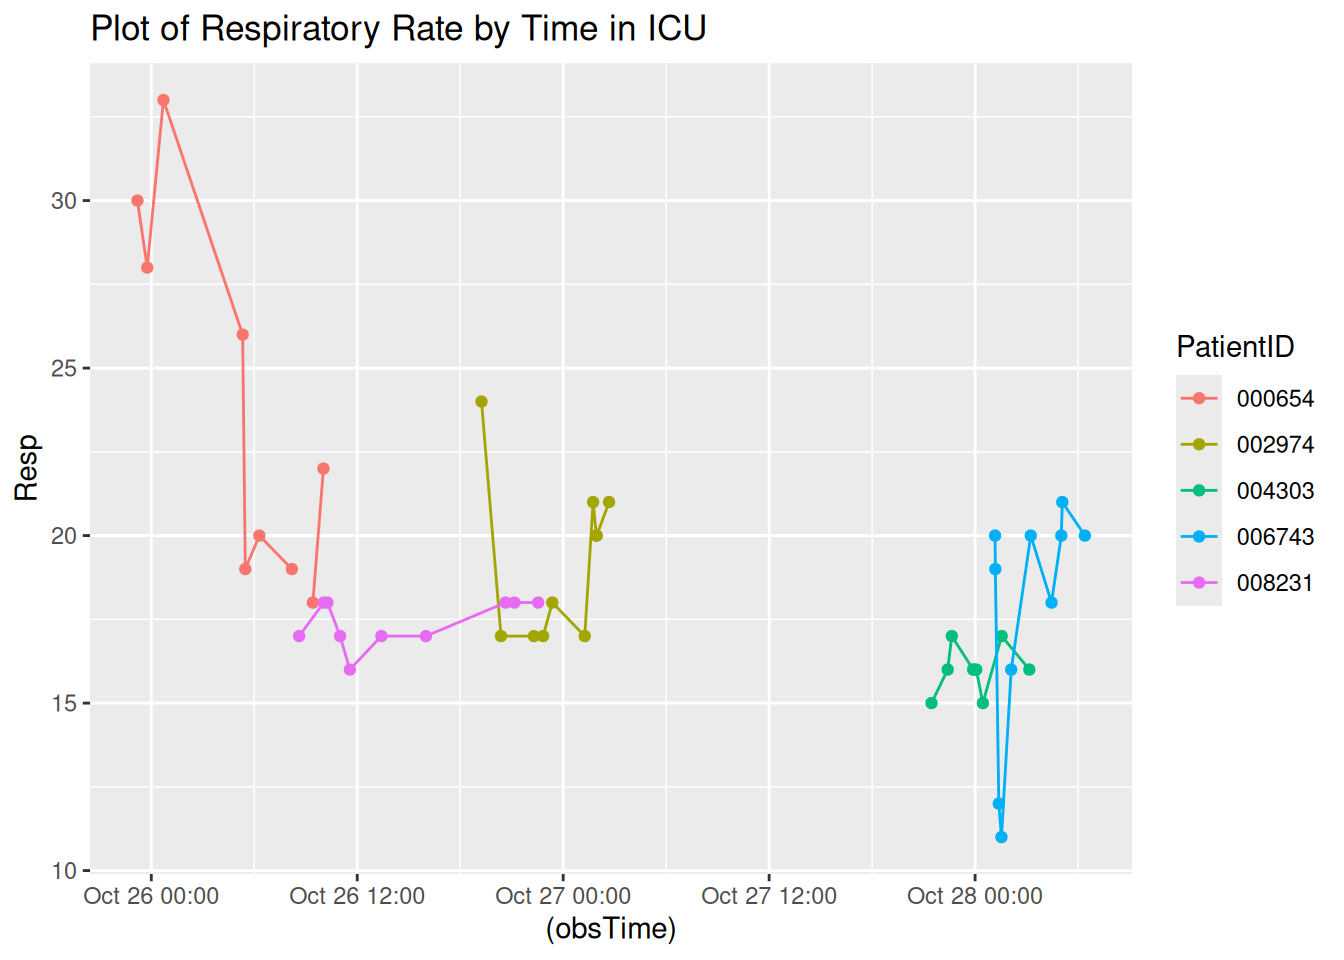 Plot of Respiratory Rate by Time in ICU
Resp
30
25
20
15
10
Oct 26 00:00 Oct 26 12:00 Oct 27 00:00 Oct 27 12:00 Oct 28 00:00
(obsTime)
PatientID
000654
002974
004303
006743
008231